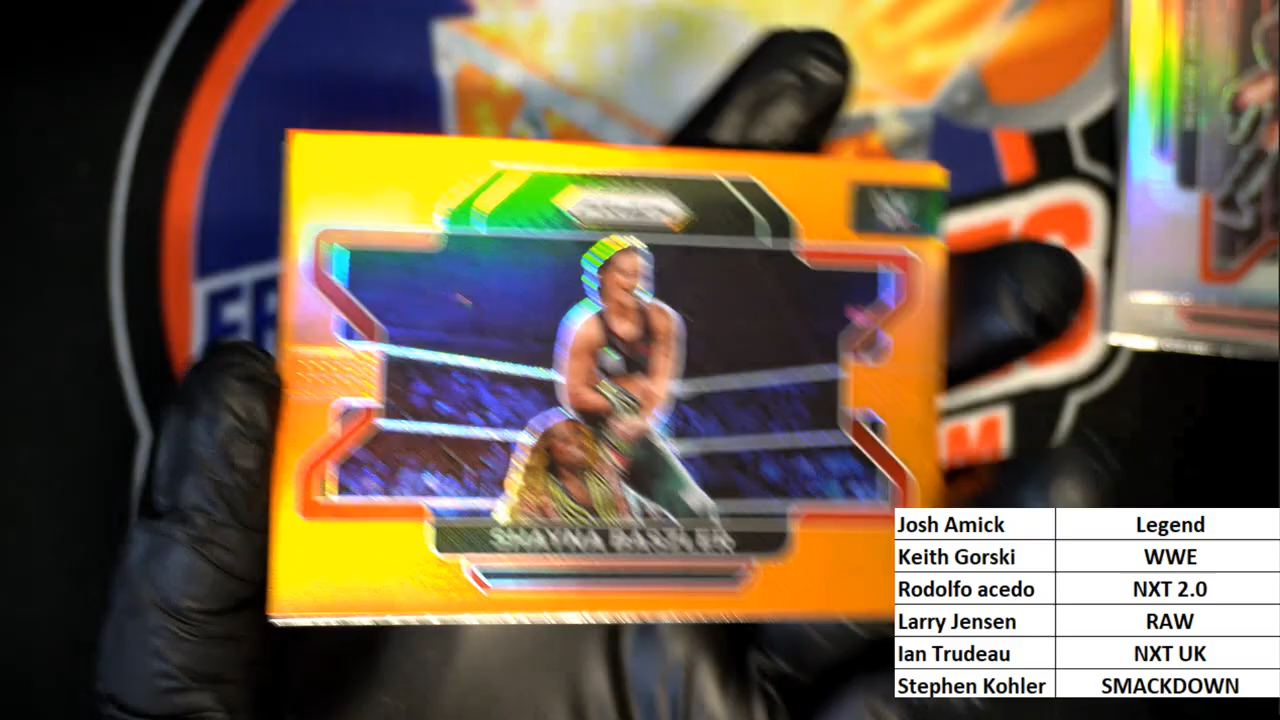 SHAYNA BASZLER
M
Josh Amick Legend
Keith Gorski WWE
Rodolfo acedo NXT 2.0
Larry Jensen RAW
Ian Trudeau NXT UK
Stephen Kohler SMACKDOWN